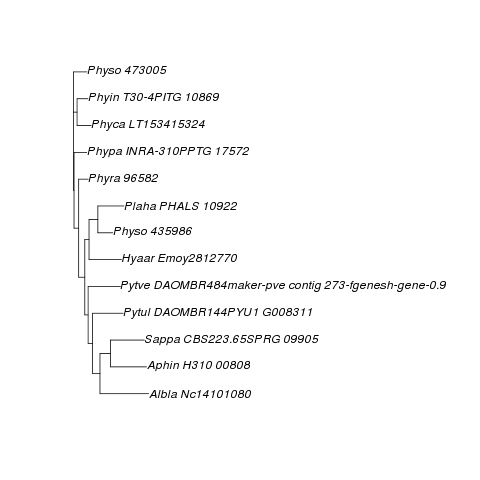 Physo 473005
Phyin T30-4PITG 10869
Phyca LT153415324
Phypa INRA-310PPTG 17572
Phyra 96582
Plaha PHALS 10922
Physo 435986
Hyaar Emoy2812770
Pytve DAOMBR484maker-pve contig 273-fgenesh-gene-0.9
Pytul DAOMBR144PYU1 G008311
Sappa CBS223.65SPRG 09905
Aphin H310 00808
Albla Nc14101080